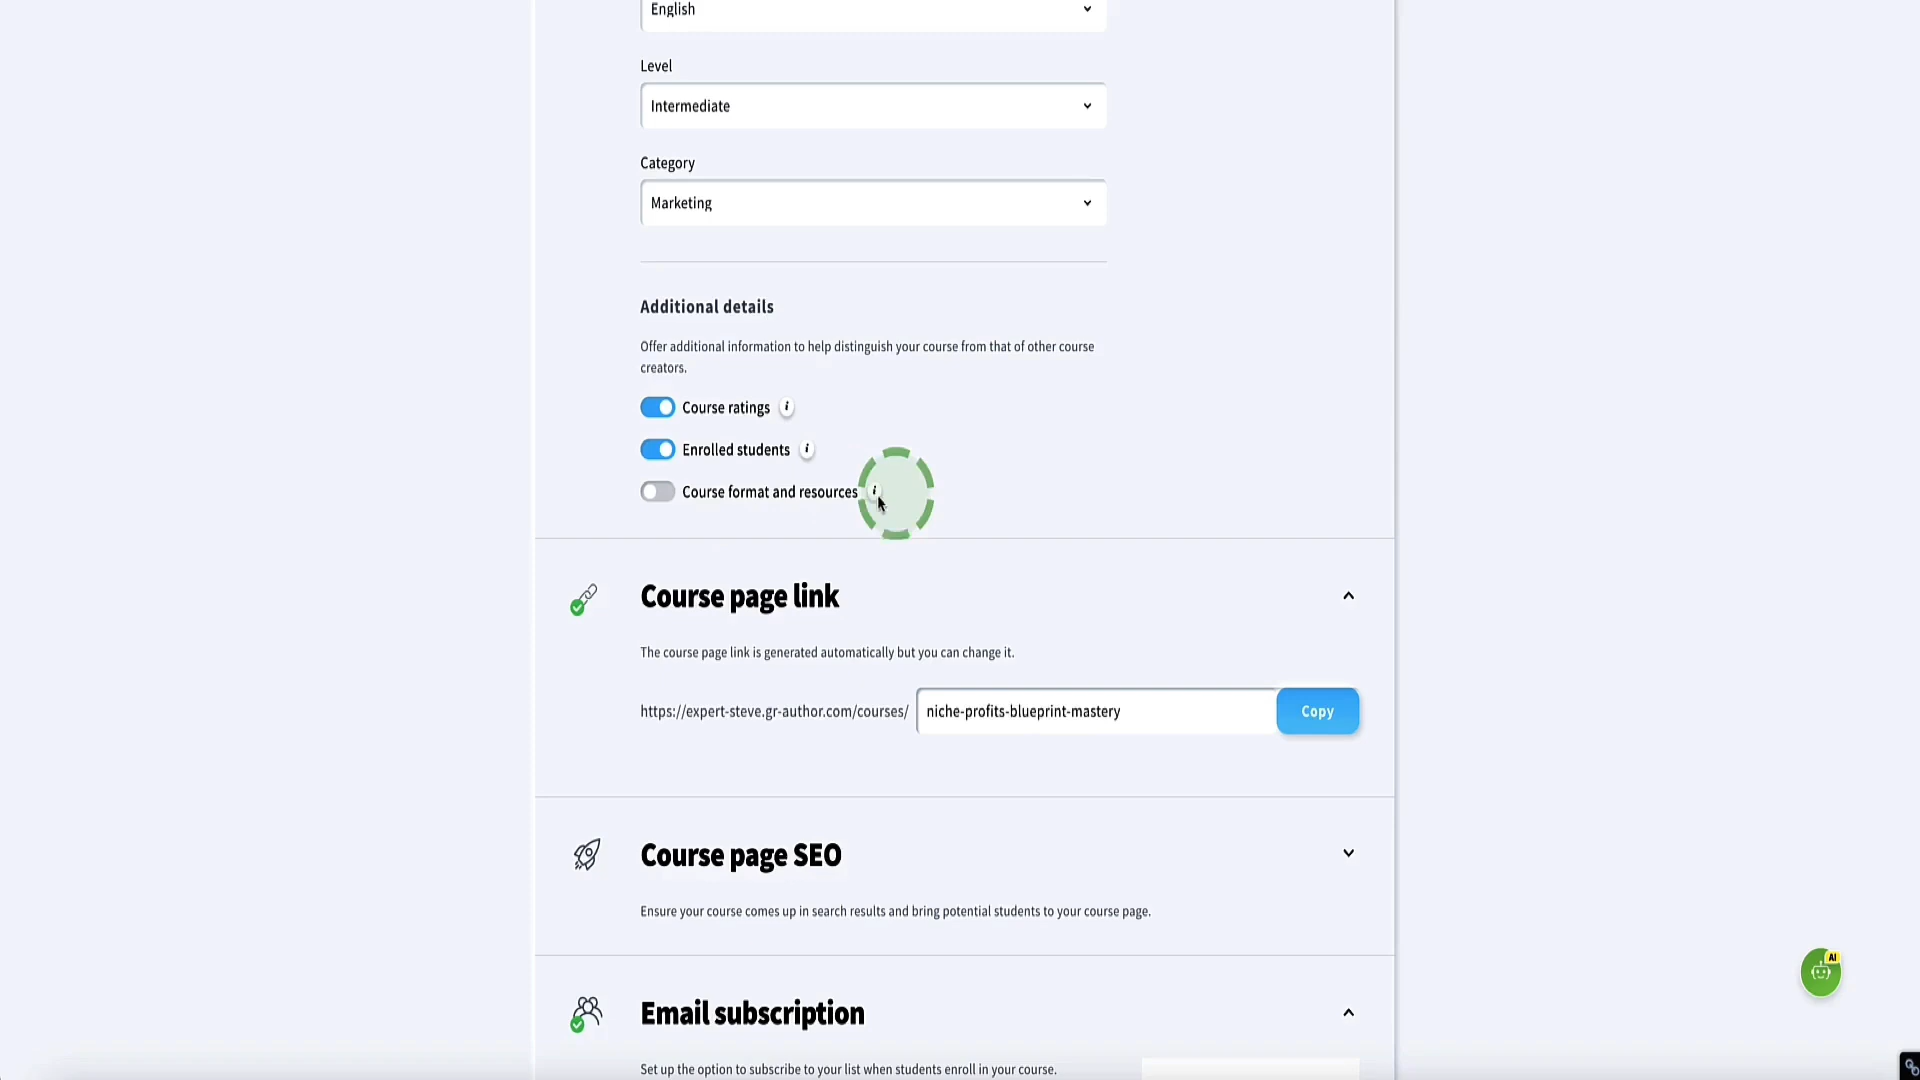 English
Level
Intermediate
Category
Marketing
Additional details
Offer additional information to help distinguish your course from that of other course
creators.
Course ratings i
Enrolled students i
Course format and resources i
Course page link
The course page link is generated automatically but you can change it.
https://expert-steve.gr-author.com/courses/ niche-profits-blueprint-mastery Copy
Course page SEO
Ensure your course comes up in search results and bring potential students to your course page.
AI
Email subscription
Set up the option to subscribe to your list when students enroll in your course.